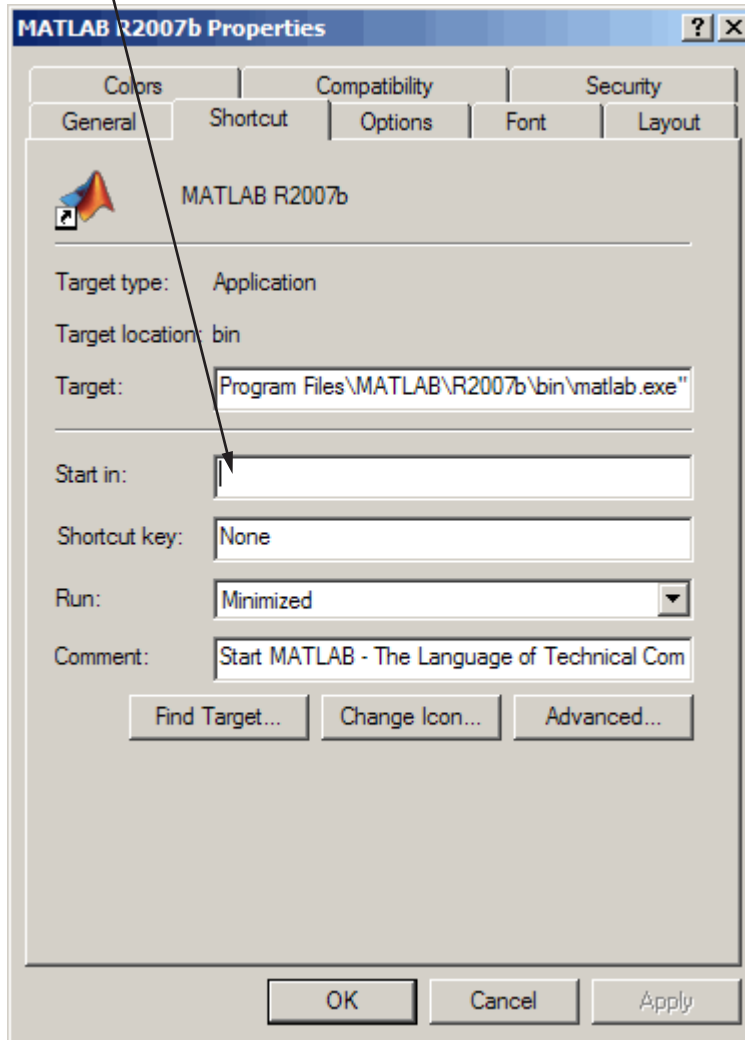 MATLAB R2007b Properties
Colors Compatibility Security
General Shortcut Options Font Layout
MATLAB R2007b
Target type: Application
Target location: bin
Target: Program Files\MATLAB\R2007b\bin\matlab.exe"
Start in:
Shortcut key: None
Run: Minimized
Comment: Start MATLAB - The Language of Technical Com
Find Target... Change Icon... Advanced...
OK Cancel Apply